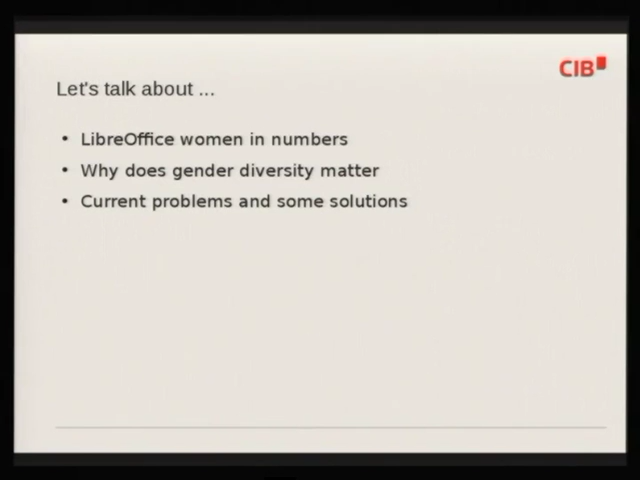 CIB
Let's talk about ...
• LibreOffice women in numbers
• Why does gender diversity matter
• Current problems and some solutions